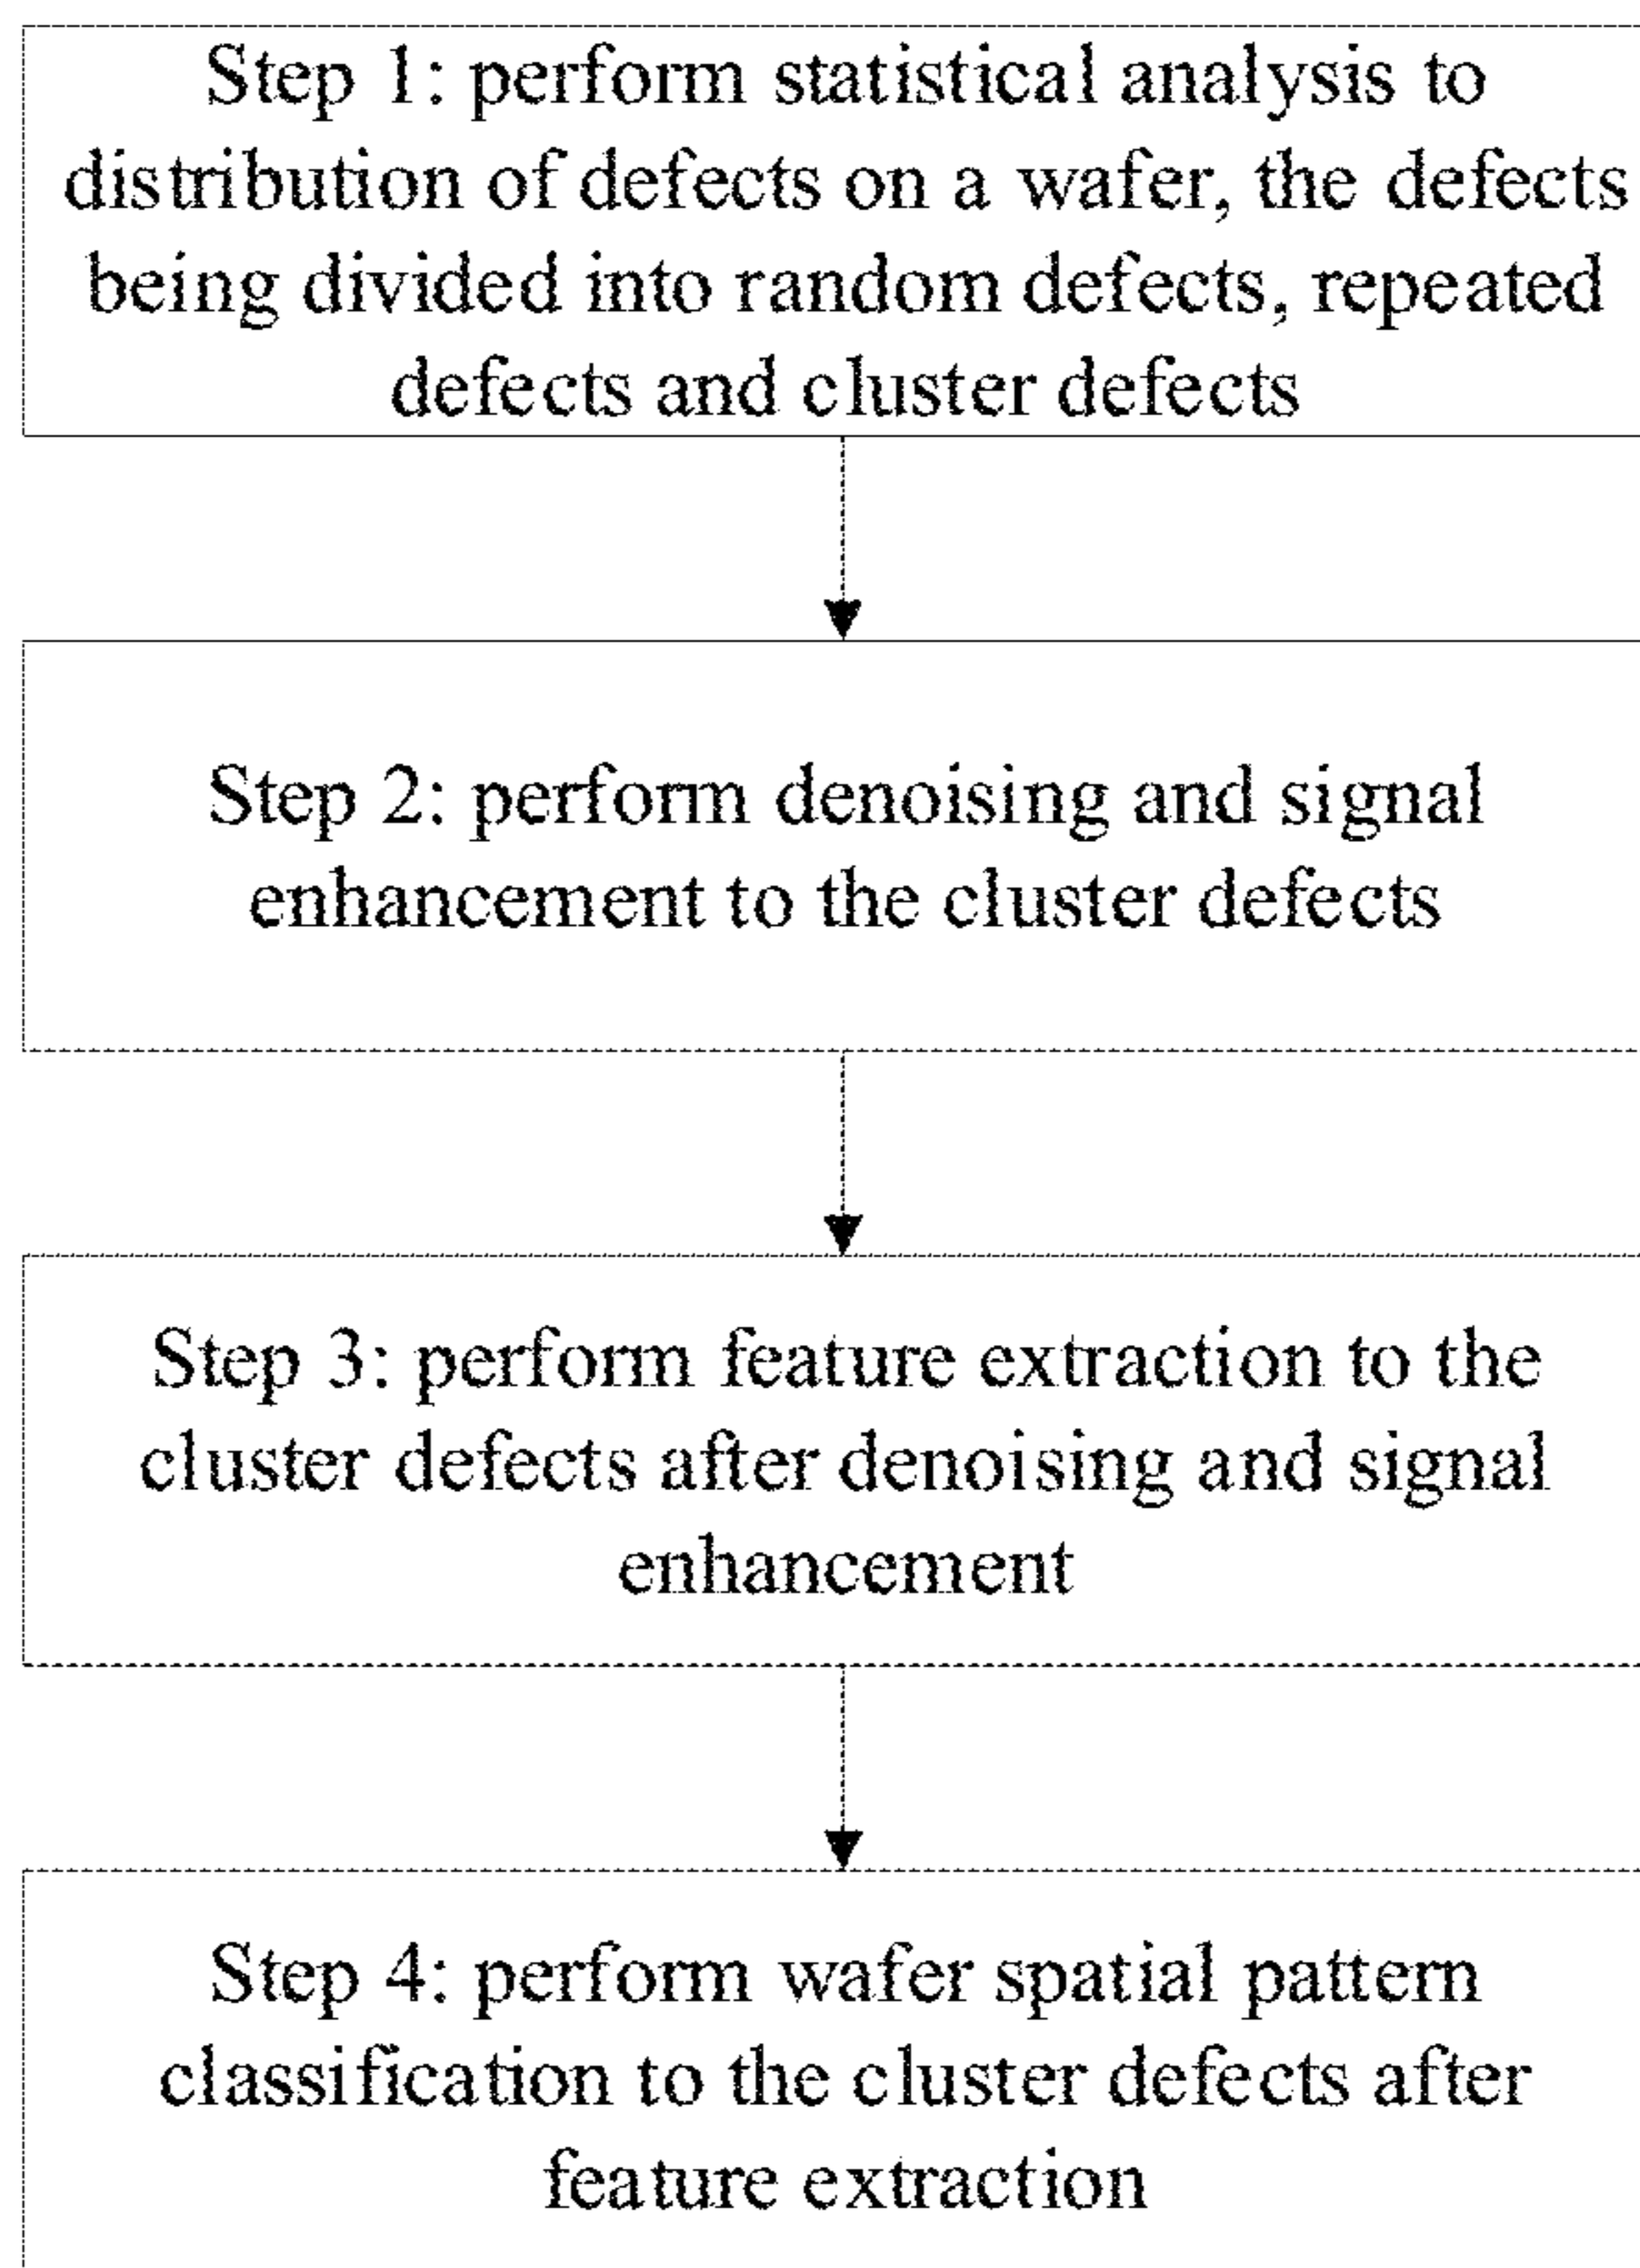 Step 1: perform statistical analysis to
distribution of defects on a wafer, the defects
being divided into random defects, repeated
defects and cluster defects
Step 2: perform denoising and signal
enhancement to the cluster defects
Step 3: perform feature extraction to the
cluster defects after denoising and signal
enhancement
Step 4: perform wafer spatial pattern
classification to the cluster defects after
feature extraction